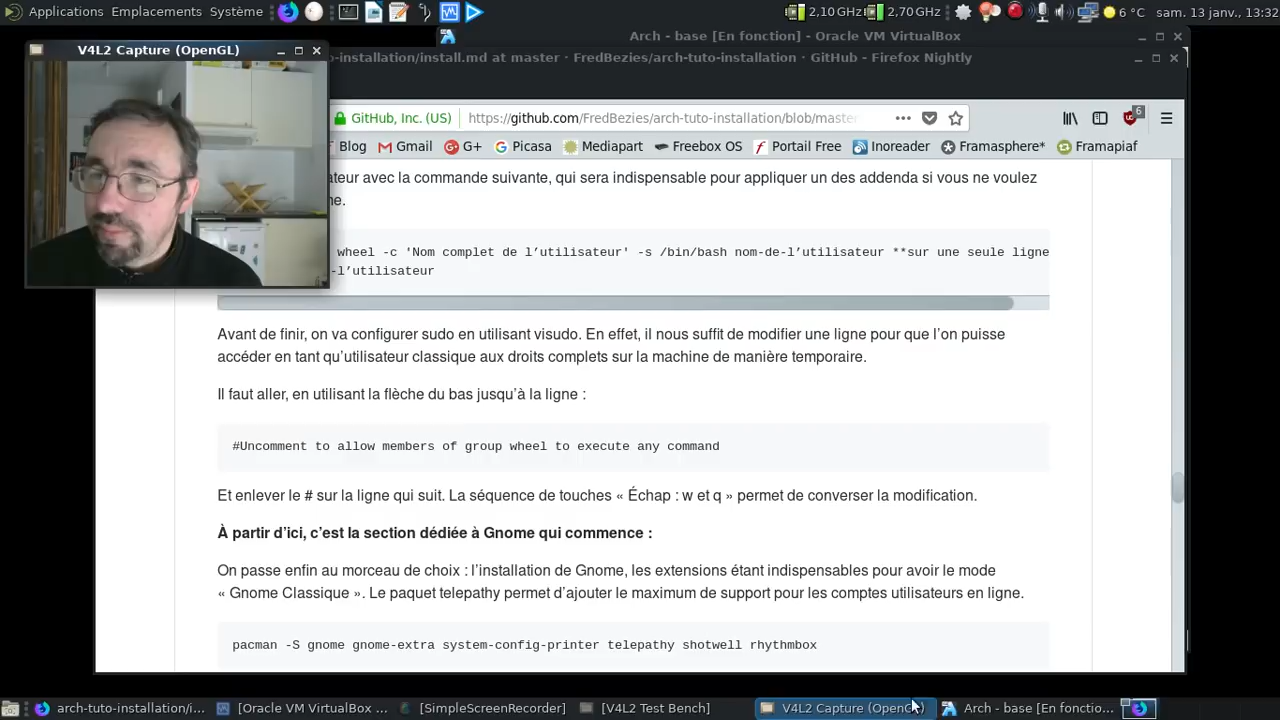 Applications Emplacements Système 2,10 GHz 2,70 GHz 6 °C sam. 13 janv., 13:32
Arch - base [En fonction] - Oracle VM VirtualBox
V4L2 Capture (OpenGL)
o-installation/install.md at master · FredBezies/arch-tuto-installation · GitHub - Firefox Nightly
GitHub, Inc. (US) https://github.com/FredBezies/arch-tuto-installation/blob/master 6
Blog Gmail G+ Picasa Mediapart Freebox OS Portail Free Inoreader Framasphere* Framapiaf
ateur avec la commande suivante, qui sera indispensable pour appliquer un des addenda si vous ne voulez
ne.
wheel -c 'Nom complet de l’utilisateur' -s /bin/bash nom-de-l’utilisateur **sur une seule ligne
-l’utilisateur
Avant de finir, on va configurer sudo en utilisant visudo. En effet, il nous suffit de modifier une ligne pour que l’on puisse
accéder en tant qu’utilisateur classique aux droits complets sur la machine de manière temporaire.
Il faut aller, en utilisant la flèche du bas jusqu’à la ligne :
#Uncomment to allow members of group wheel to execute any command
Et enlever le # sur la ligne qui suit. La séquence de touches « Échap : w et q » permet de converser la modification.
À partir d’ici, c’est la section dédiée à Gnome qui commence :
On passe enfin au morceau de choix : l’installation de Gnome, les extensions étant indispensables pour avoir le mode
« Gnome Classique ». Le paquet telepathy permet d’ajouter le maximum de support pour les comptes utilisateurs en ligne.
pacman -S gnome gnome-extra system-config-printer telepathy shotwell rhythmbox
arch-tuto-installation/i... [Oracle VM VirtualBox ... [SimpleScreenRecorder] [V4L2 Test Bench] V4L2 Capture (OpenGL) Arch - base [En fonctio...